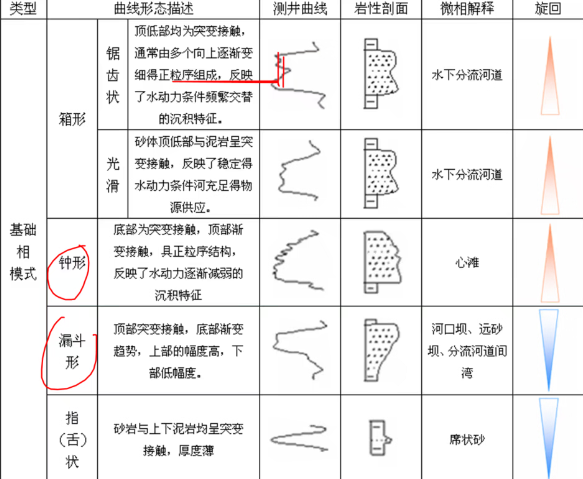 类型
曲线形态描述
测井曲线
岩性剖面
微相解释
旋回
基础
相
模式
箱形
锯
齿
状
顶低部均为突变接触,
通常由多个向上逐渐变
细得正粒序组成,反映
了水动力条件频繁交替
的沉积特征。
水下分流河道
光
滑
砂体顶低部与泥岩呈突
变接触,反映了稳定得
水动力条件河充足得物
源供应。
水下分流河道
钟形
底部为突变接触,顶部渐
变接触,具正粒序结构,
反映了水动力逐渐减弱的
沉积特征
心滩
漏斗
形
顶部突变接触,底部渐变
趋势,上部的幅度高,下
部低幅度。
河口坝、远砂
坝、分流河道间
湾
指
(舌)
状
砂岩与上下泥岩均呈突变
接触,厚度薄
席状砂